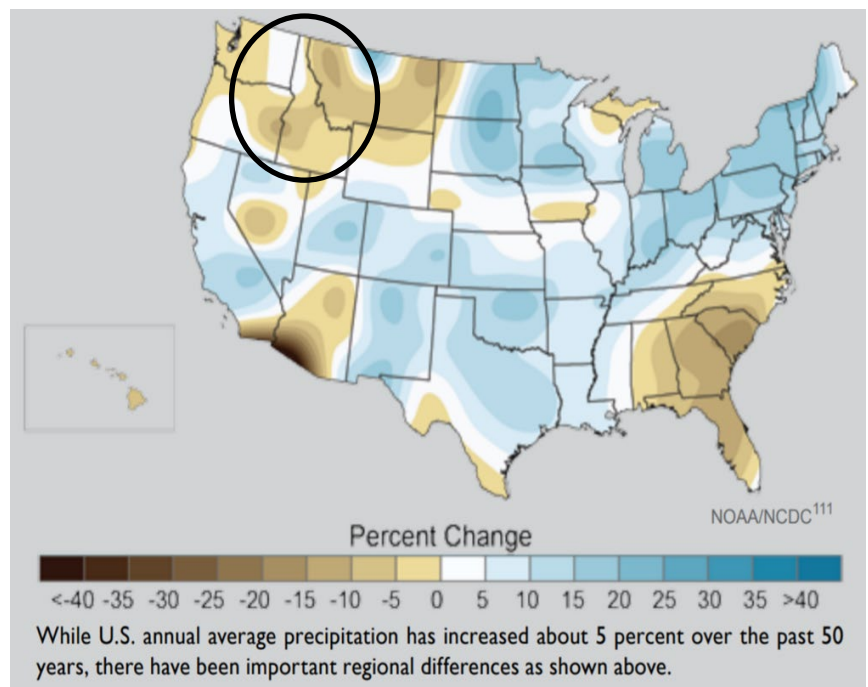 NOAA/NCDC111
Percent Change
<-40 -35 -30 -25 -20 -15 -10 -5 0 5 10 15 20 25 30 35 >40
While U.S. annual average precipitation has increased about 5 percent over the past 50
years, there have been important regional differences as shown above.